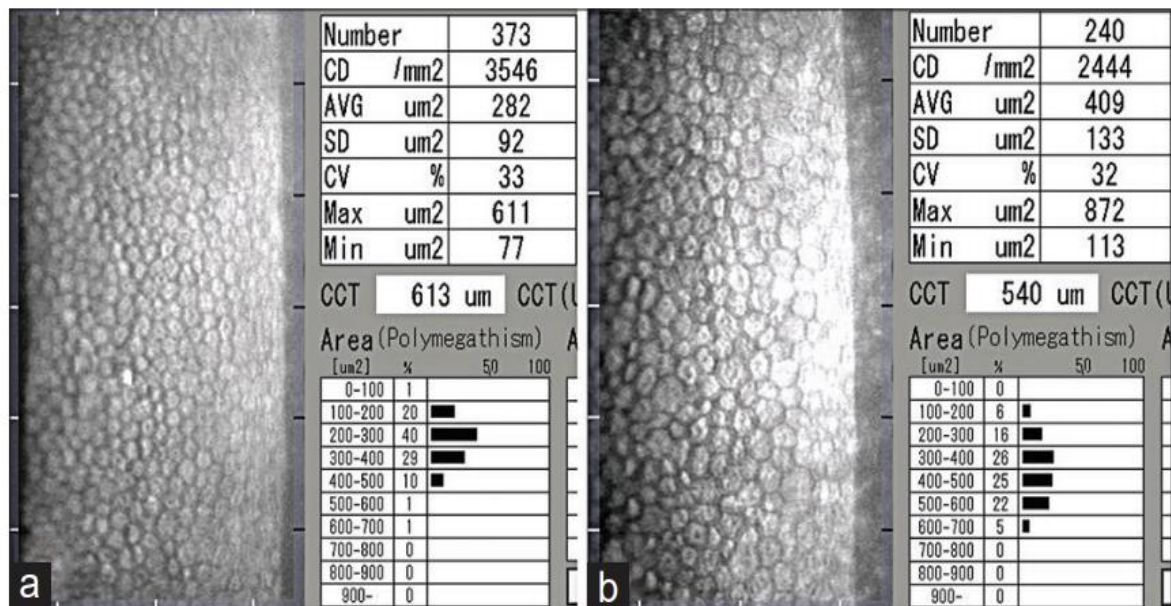 Number 373
CD /mm2 3546
AVG um2 282
SD um2 92
CV % 33
Max um2 611
Min um2 77
CCT 613 um CCT(U
Area (Polymegathism) A
[um2] % 50 100
0-100 1
100-200 20
200-300 40
300-400 29
400-500 10
500-600 1
600-700 1
700-800 0
800-900 0
900- 0
a
Number 240
CD /mm2 2444
AVG um2 409
SD um2 133
CV % 32
Max um2 872
Min um2 113
CCT 540 um CCT(U
Area (Polymegathism) A
[um2] % 50 100
0-100 0
100-200 6
200-300 16
300-400 26
400-500 25
500-600 22
600-700 5
700-800 0
800-900 0
900- 0
b